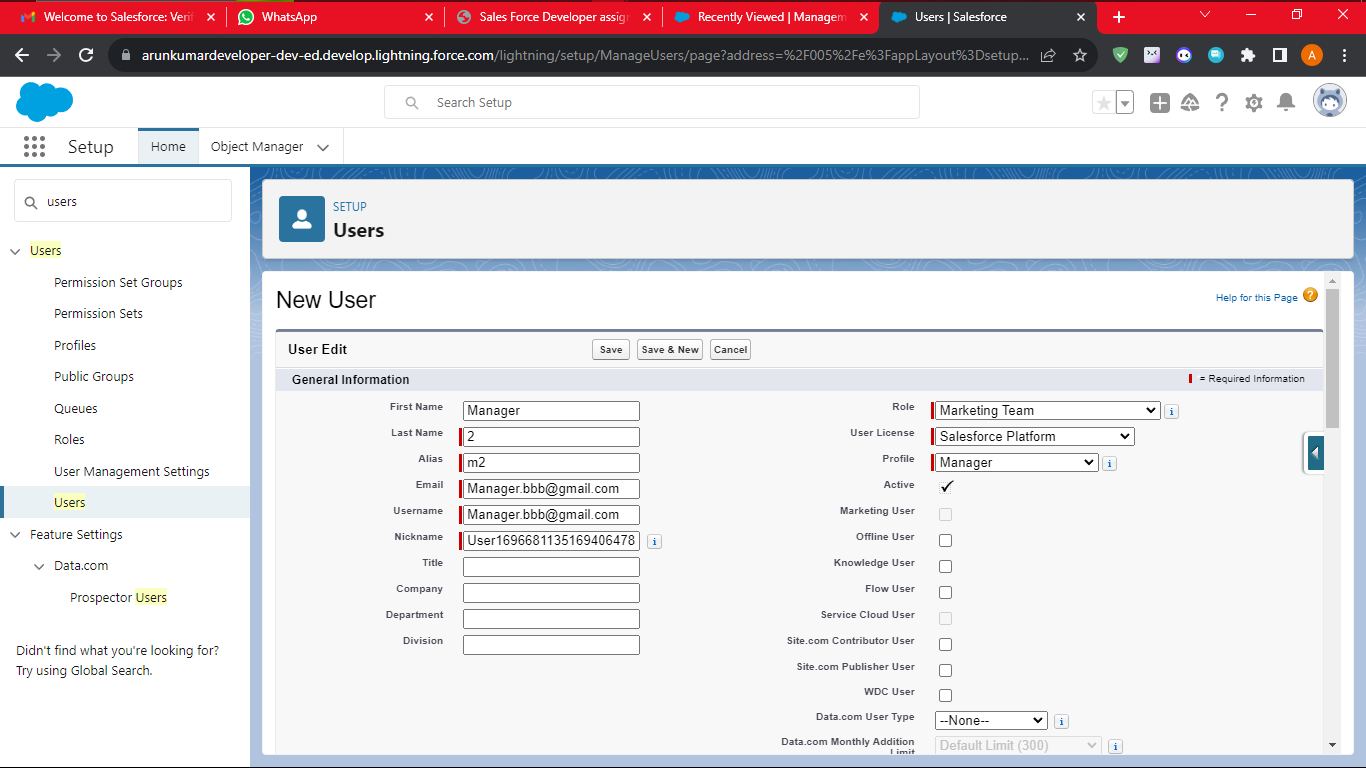 Welcome to Salesforce: Verif
WhatsApp
Sales Force Developer assign
Recently Viewed | Managem
Users | Salesforce
arunkumardeveloper-dev-ed.develop.lightning.force.com/lightning/setup/ManageUsers/page?address=%2F005%2Fe%3FappLayout%3Dsetup...
A
Search Setup
Setup
Home
Object Manager
users
Users
Permission Set Groups
Permission Sets
Profiles
Public Groups
Queues
Roles
User Management Settings
Users
Feature Settings
Data.com
Prospector Users
Didn't find what you're looking for?
Try using Global Search.
SETUP
Users
New User
Help for this Page ?
User Edit
Save
Save & New
Cancel
General Information
= Required Information
First Name Manager
Last Name 2
Alias m2
Email Manager.bbb@gmail.com
Username Manager.bbb@gmail.com
Nickname User1696681135169406478 i
Title
Company
Department
Division
Role Marketing Team i
User License Salesforce Platform
Profile Manager i
Active
Marketing User
Offline User
Knowledge User
Flow User
Service Cloud User
Site.com Contributor User
Site.com Publisher User
WDC User
Data.com User Type --None-- i
Data.com Monthly Addition Default Limit (300) i
Limit